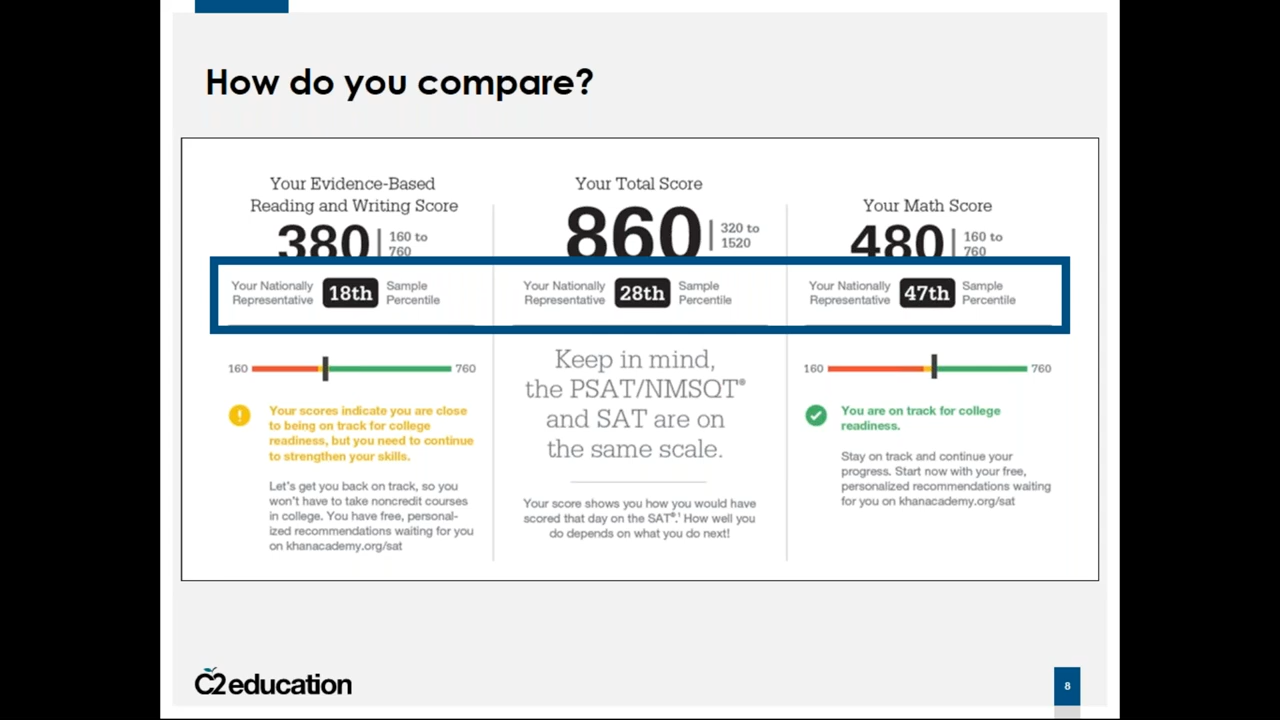 How do you compare?
Your Evidence-Based
Reading and Writing Score
380
160 to
760
Your Nationally
Representative
18th
Sample
Percentile
160
760
!
Your scores indicate you are close
to being on track for college
readiness, but you need to continue
to strengthen your skills.
Let's get you back on track, so you
won't have to take noncredit courses
in college. You have free, personal-
ized recommendations waiting for you
on khanacademy.org/sat
Your Total Score
860
320 to
1520
Your Nationally
Representative
28th
Sample
Percentile
Keep in mind,
the PSAT/NMSQT®
and SAT are on
the same scale.
Your score shows you how you would have
scored that day on the SAT®.¹ How well you
do depends on what you do next!
Your Math Score
480
160 to
760
Your Nationally
Representative
47th
Sample
Percentile
160
760
You are on track for college
readiness.
Stay on track and continue your
progress. Start now with your free,
personalized recommendations waiting
for you on khanacademy.org/sat
C2education
8